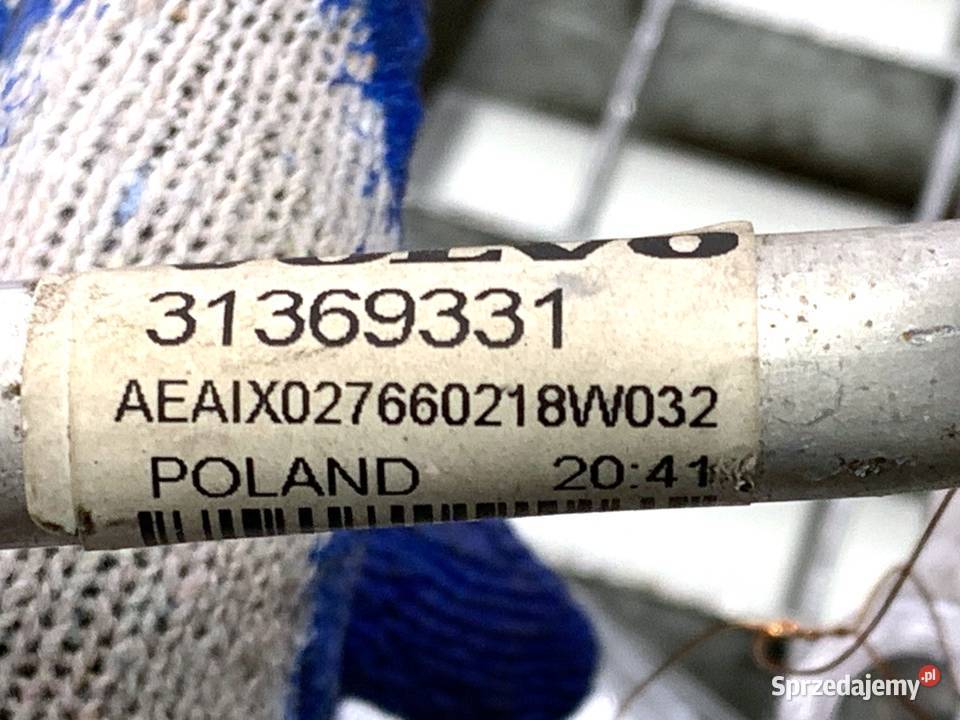 VOLVO
31369331
AEAIX027660218W032
POLAND 20:41
Sprzedajemy.pl